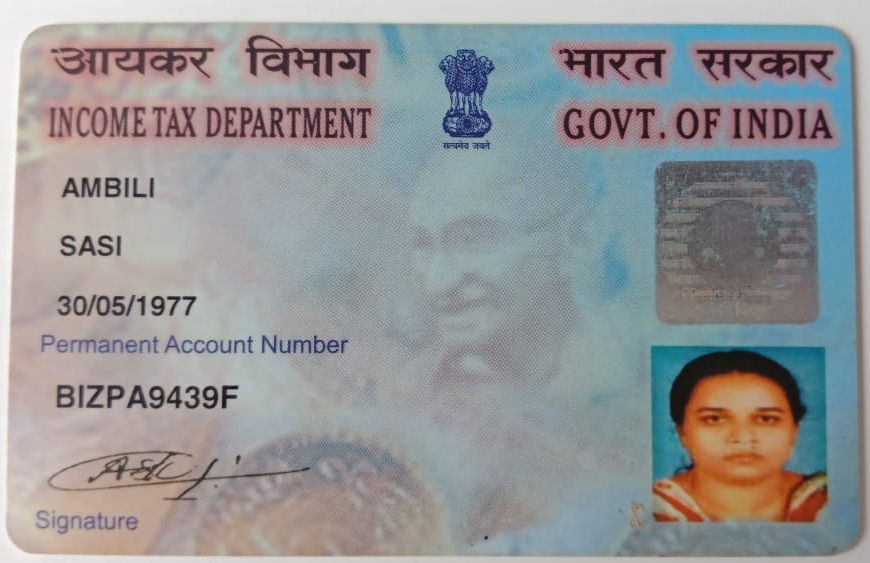 आयकर विभाग
भारत सरकार
INCOME TAX DEPARTMENT
GOVT. OF INDIA
सत्यमेव जयते
AMBILI
SASI
30/05/1977
Permanent Account Number
BIZPA9439F
Signature